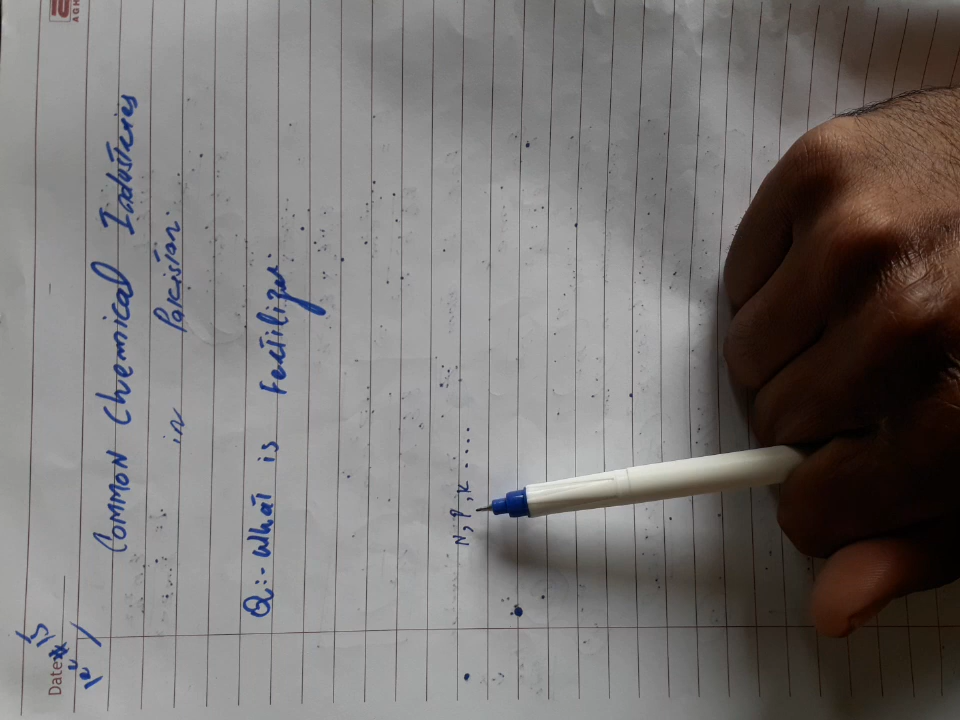 Date:
Common Chemical Industries
in Pakistan
Q:- What is Fertilizer
N, P, K ....